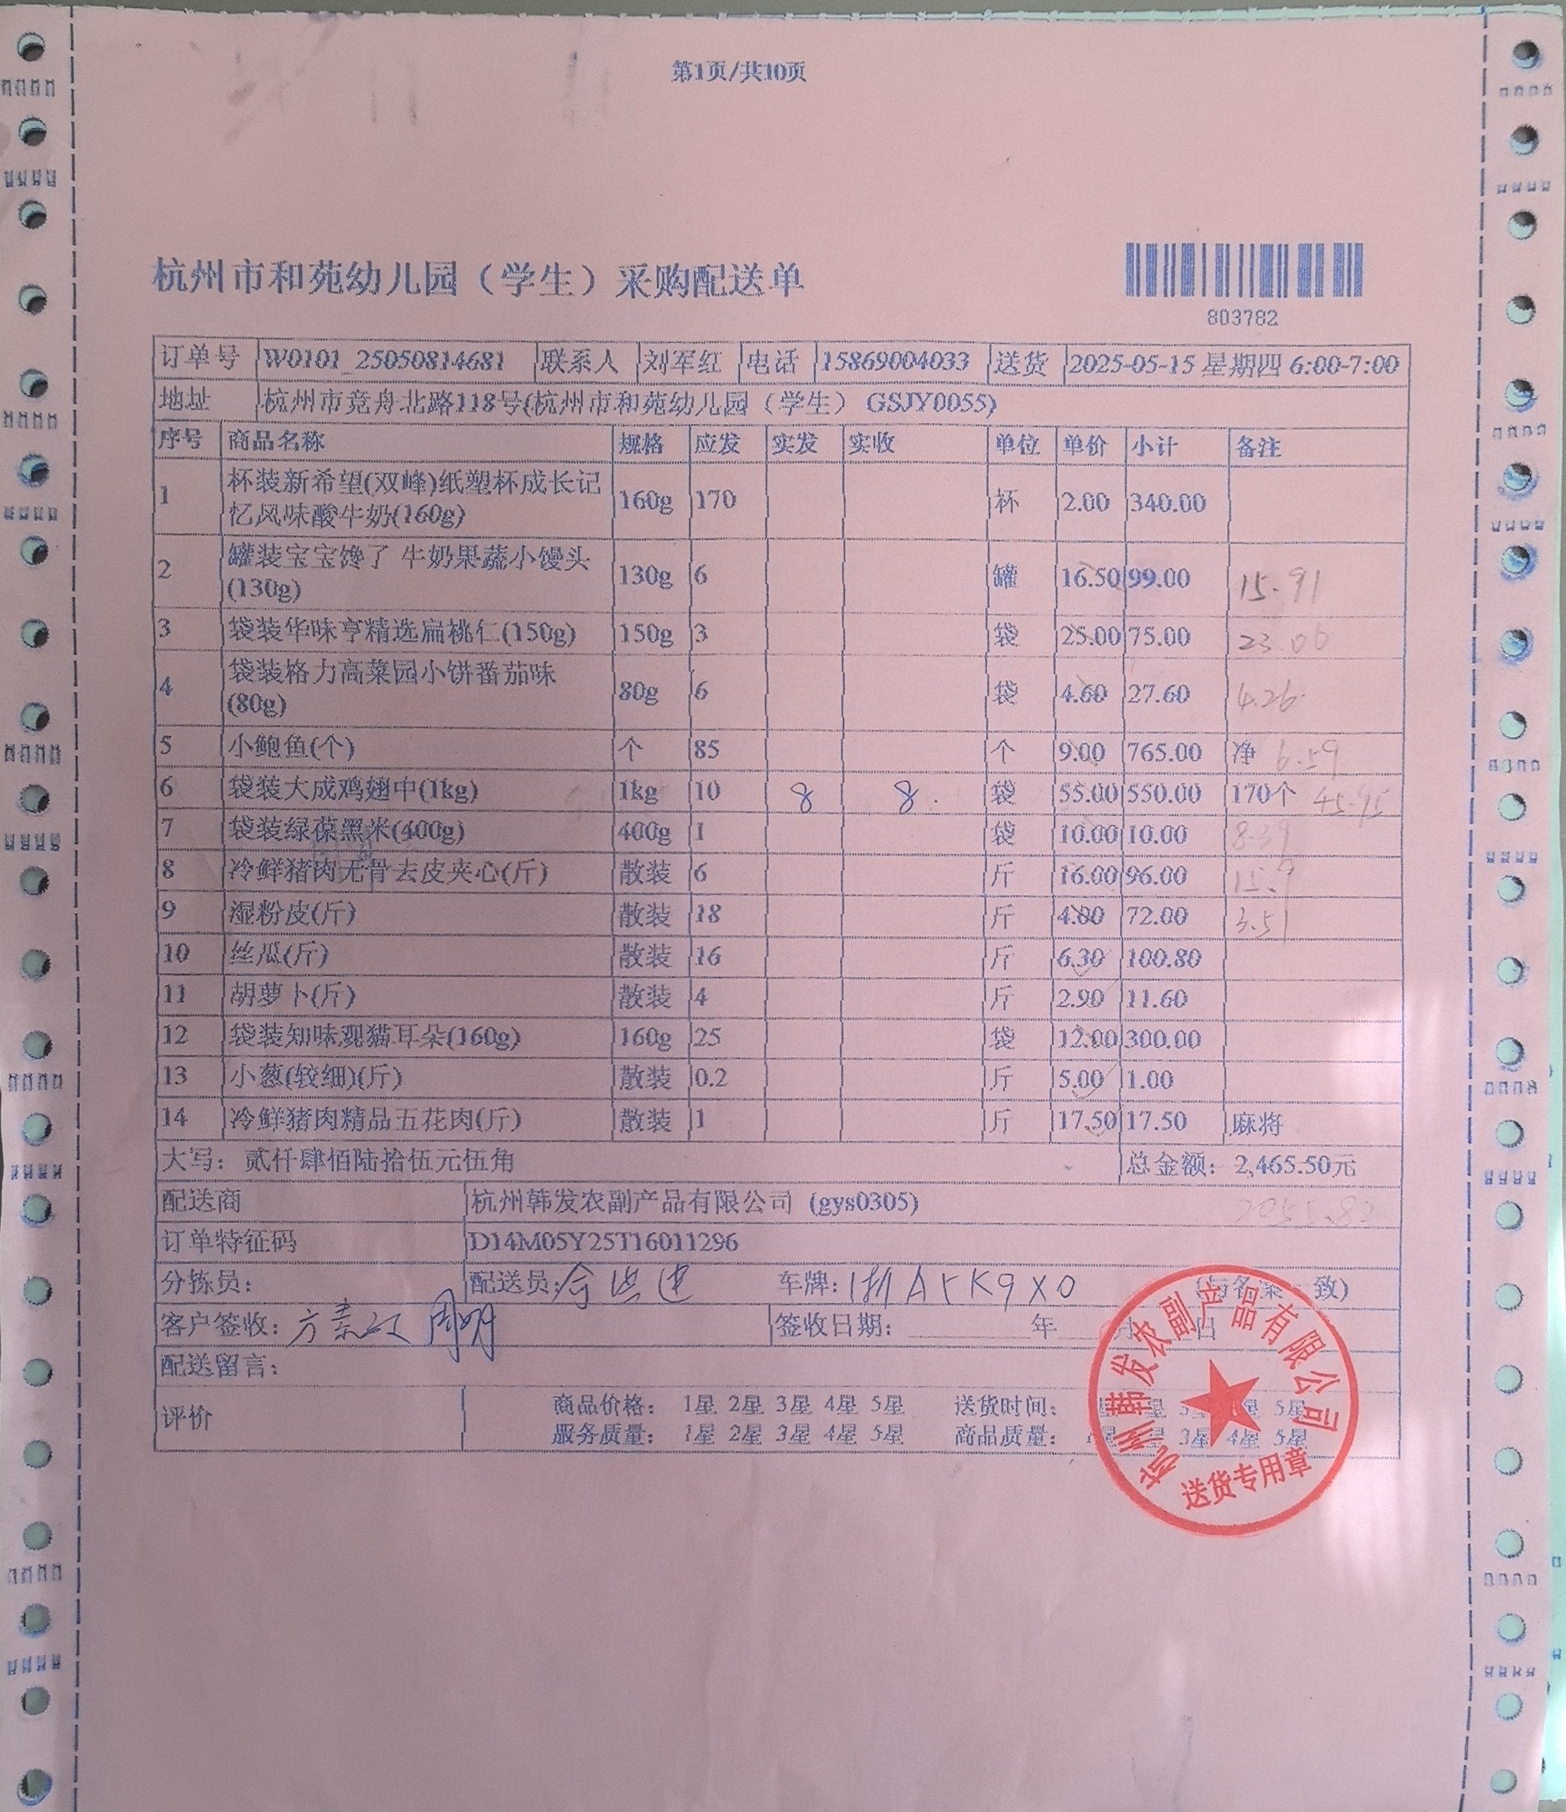 第1页/共10页
杭州市和苑幼儿园（学生）采购配送单
803782
订单号 W0101_25050814681 联系人 刘军红 电话 15869004033 送货 2025-05-15 星期四 6:00-7:00
地址 杭州市竞舟北路118号(杭州市和苑幼儿园（学生） GSJY0055)
序号 商品名称 规格 应发 实发 实收 单位 单价 小计 备注
1 杯装新希望(双峰)纸塑杯成长记 160g 170 杯 2.00 340.00
忆风味酸牛奶(160g)
2 罐装宝宝馋了 牛奶果蔬小馒头 130g 6 罐 16.50 99.00 15.91
(130g)
3 袋装华味亨精选扁桃仁(150g) 150g 3 袋 25.00 75.00 23.06
4 袋装格力高菜园小饼番茄味 80g 6 袋 4.60 27.60 4.26
(80g)
5 小鲍鱼(个) 个 85 个 9.00 765.00 净 6.59
6 袋装大成鸡翅中(1kg) 1kg 10 8 8 袋 55.00 550.00 170个 45.95
7 袋装绿葆黑米(400g) 400g 1 袋 10.00 10.00 8.39
8 冷鲜猪肉无骨去皮夹心(斤) 散装 6 斤 16.00 96.00
9 湿粉皮(斤) 散装 18 斤 4.00 72.00 3.51
10 丝瓜(斤) 散装 16 斤 6.30 100.80
11 胡萝卜(斤) 散装 4 斤 2.90 11.60
12 袋装知味观猫耳朵(160g) 160g 25 袋 12.00 300.00
13 小葱(较细)(斤) 散装 0.2 斤 5.00 1.00
14 冷鲜猪肉精品五花肉(斤) 散装 1 斤 17.50 17.50 麻将
大写：贰仟肆佰陆拾伍元伍角 总金额：2,465.50元
配送商 杭州韩发农副产品有限公司 (gys0305)
订单特征码 D14M05Y25T16011296
分拣员： 配送员： 车牌：浙A5K9X0 致)
客户签收： 签收日期： 年 月 日
配送留言：
评价 商品价格： 1星 2星 3星 4星 5星 送货时间： 5星
服务质量： 1星 2星 3星 4星 5星 商品质量： 3星 4星 5星
杭州韩发农副产品有限公司
送货专用章